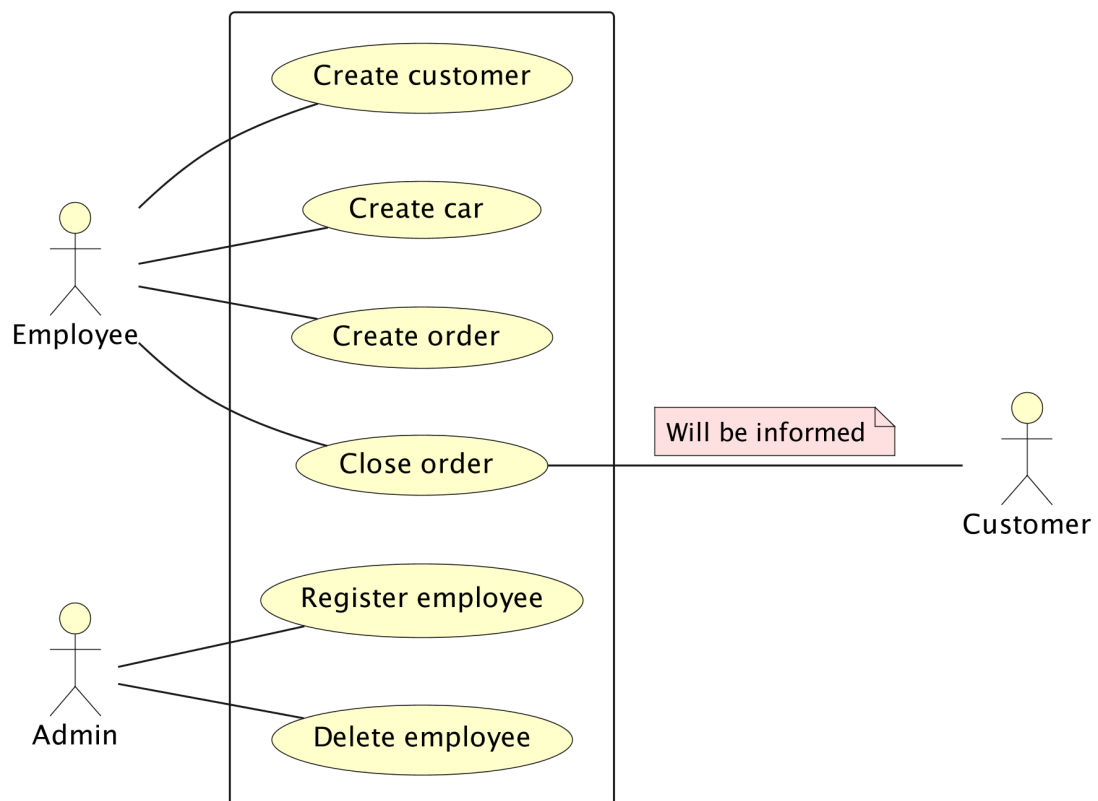 Create customer
Create car
Employee
Create order
Will be informed
Close order
Customer
Register employee
Admin
Delete employee